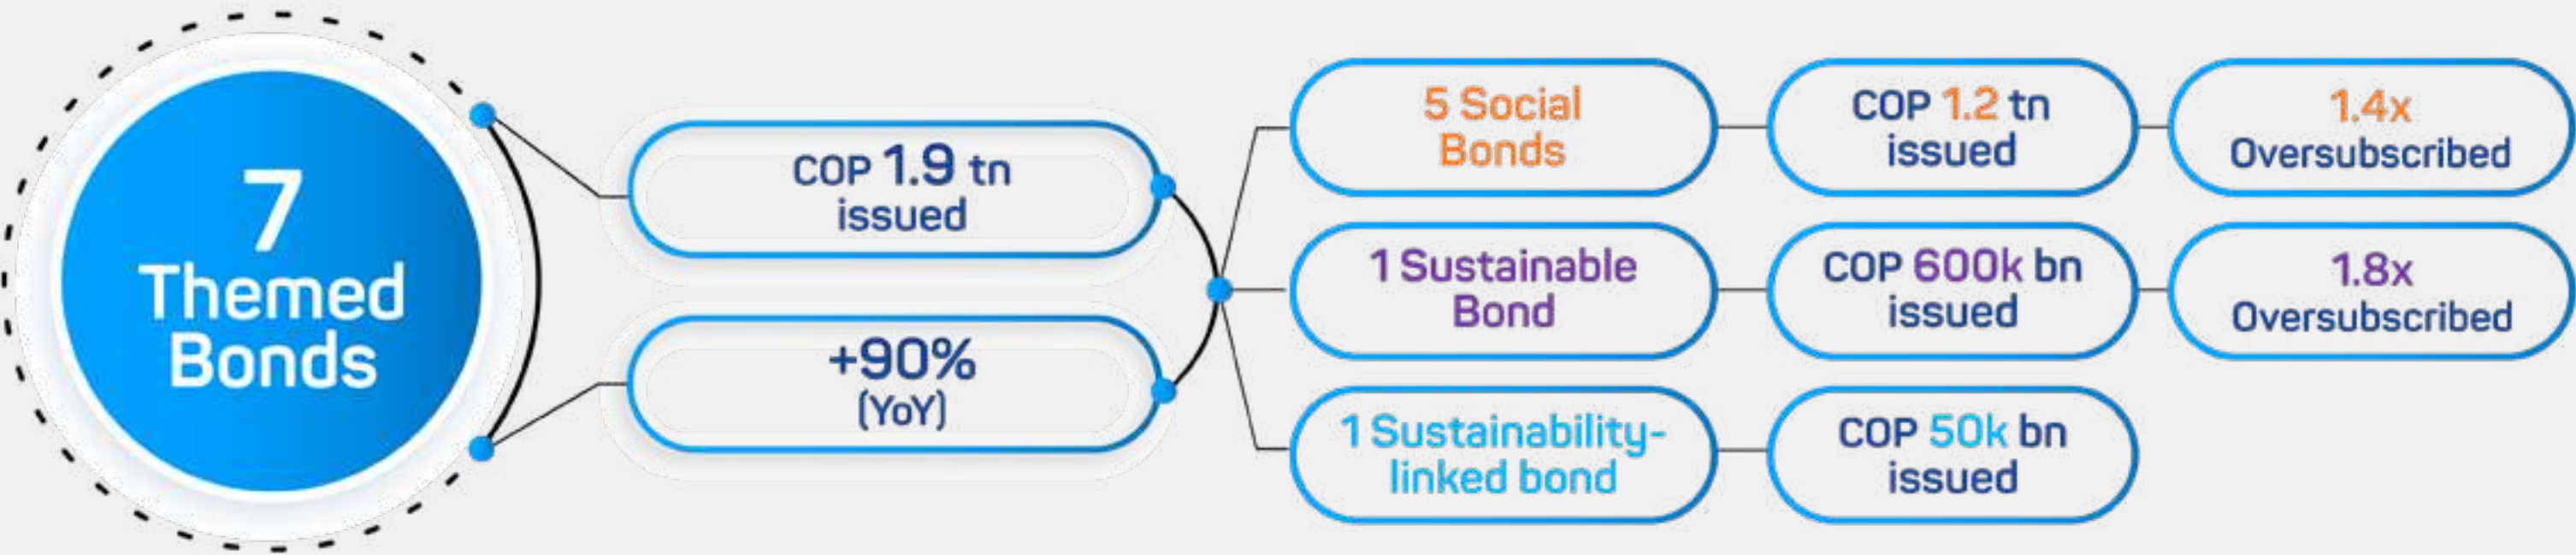 7
Themed
Bonds
COP 1.9 tn
issued
+90%
(YoY)
5 Social
Bonds
COP 1.2 tn
issued
1.4x
Oversubscribed
1 Sustainable
Bond
COP 600k bn
issued
1.8x
Oversubscribed
1 Sustainability-
linked bond
COP 50k bn
issued